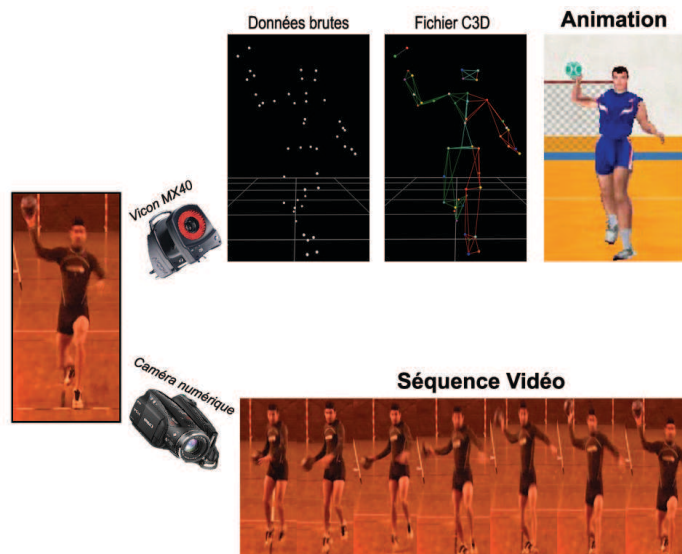 Données brutes
Fichier C3D
Animation
Vicon MX40
Caméra numérique
Séquence Vidéo